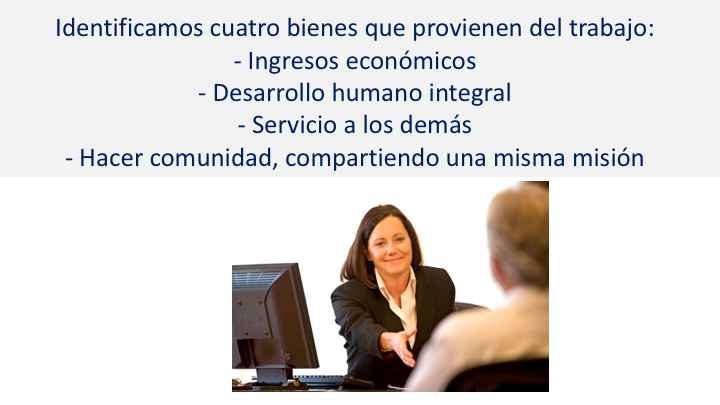 Identificamos cuatro bienes que provienen del trabajo:
- Ingresos económicos
- Desarrollo humano integral
- Servicio a los demás
- Hacer comunidad, compartiendo una misma misión